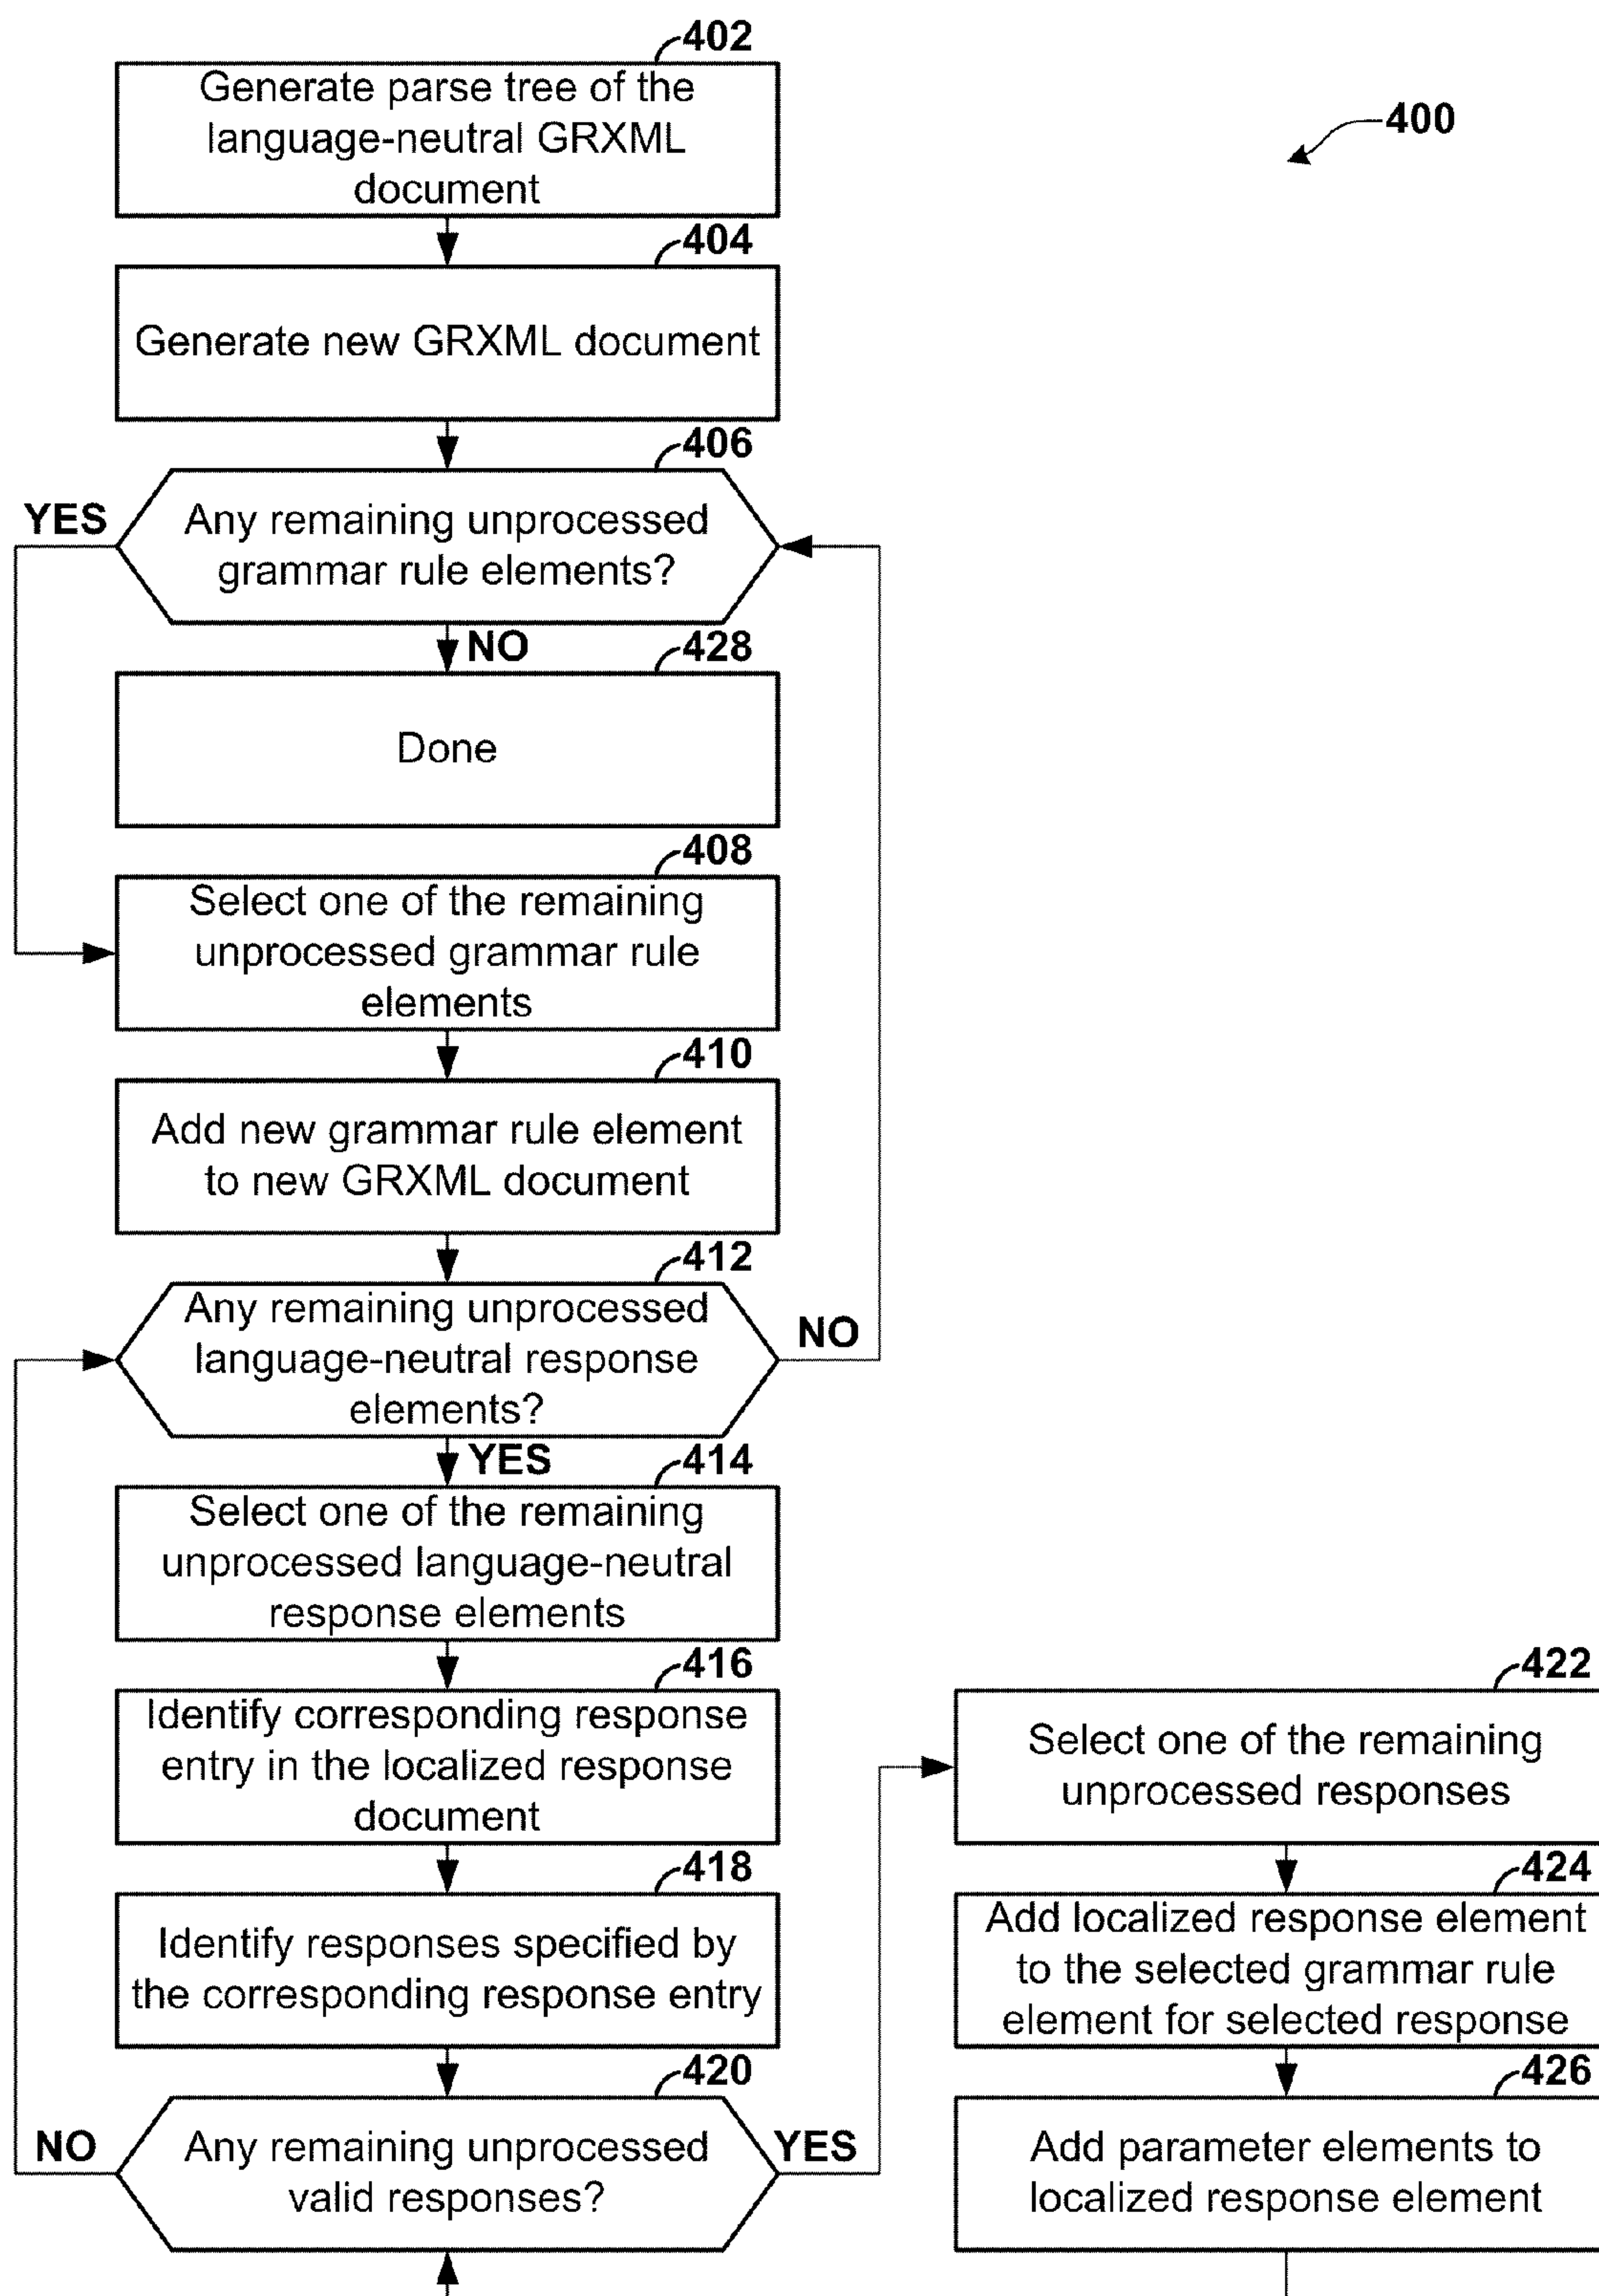 402
Generate parse tree of the
language-neutral GRXML
document
400
404
Generate new GRXML document
406
YES
Any remaining unprocessed
grammar rule elements?
NO
428
Done
408
Select one of the remaining
unprocessed grammar rule
elements
410
Add new grammar rule element
to new GRXML document
412
Any remaining unprocessed
language-neutral response
elements?
NO
YES
414
Select one of the remaining
unprocessed language-neutral
response elements
416
Identify corresponding response
entry in the localized response
document
418
Identify responses specified by
the corresponding response entry
420
NO
Any remaining unprocessed
valid responses?
YES
422
Select one of the remaining
unprocessed responses
424
Add localized response element
to the selected grammar rule
element for selected response
426
Add parameter elements to
localized response element